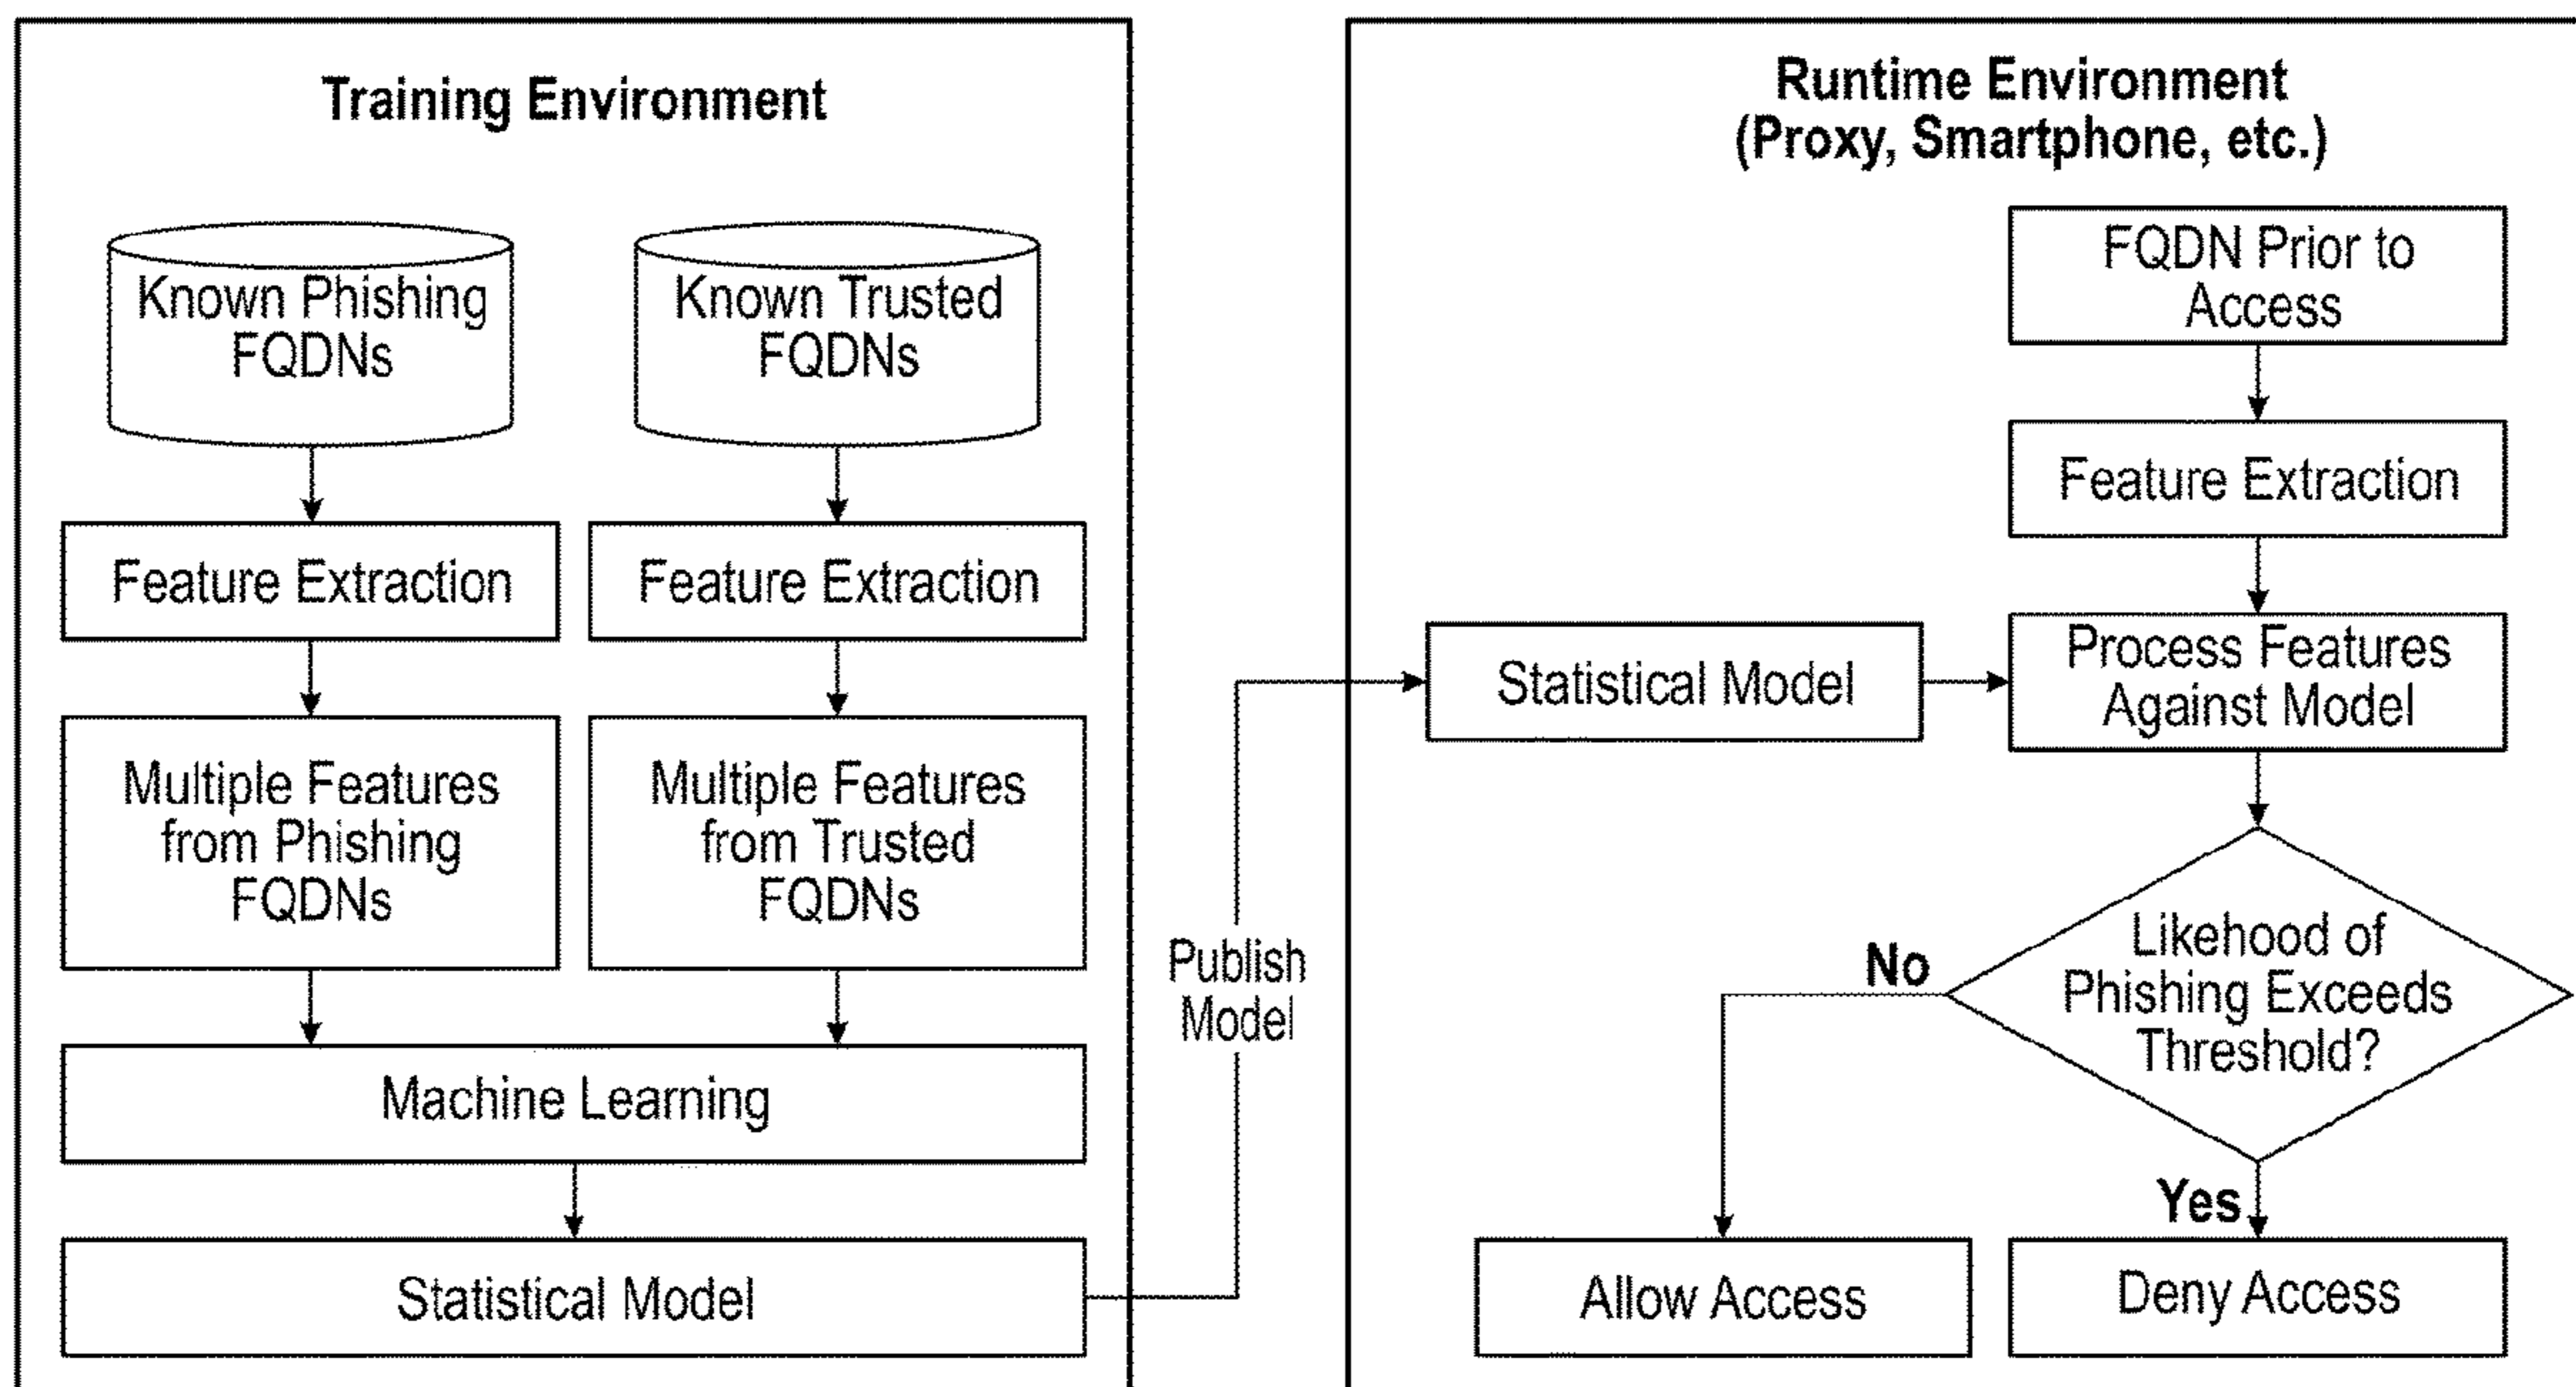 Training Environment
Known Phishing
FQDNs
Known Trusted
FQDNs
Feature Extraction
Feature Extraction
Multiple Features
from Phishing
FQDNs
Multiple Features
from Trusted
FQDNs
Machine Learning
Statistical Model
Publish
Model
Runtime Environment
(Proxy, Smartphone, etc.)
FQDN Prior to
Access
Feature Extraction
Statistical Model
Process Features
Against Model
Likehood of
Phishing Exceeds
Threshold?
No
Yes
Allow Access
Deny Access